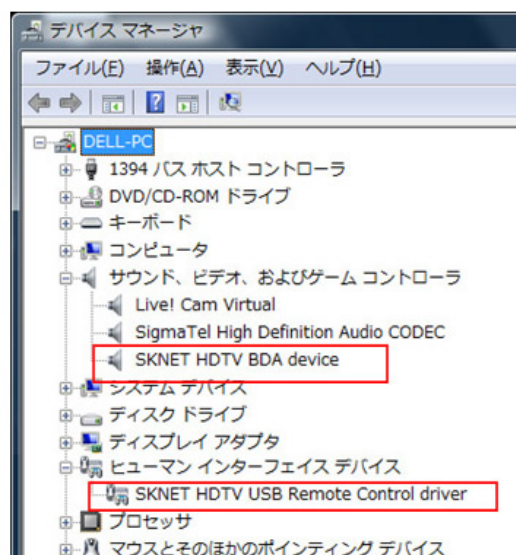 デバイス マネージャ
ファイル(F) 操作(A) 表示(V) ヘルプ(H)
DELL-PC
1394 バス ホスト コントローラ
DVD/CD-ROM ドライブ
キーボード
コンピュータ
サウンド、ビデオ、およびゲーム コントローラ
Live! Cam Virtual
SigmaTel High Definition Audio CODEC
SKNET HDTV BDA device
システム デバイス
ディスク ドライブ
ディスプレイ アダプタ
ヒューマン インターフェイス デバイス
SKNET HDTV USB Remote Control driver
プロセッサ
マウスとそのほかのポインティング デバイス